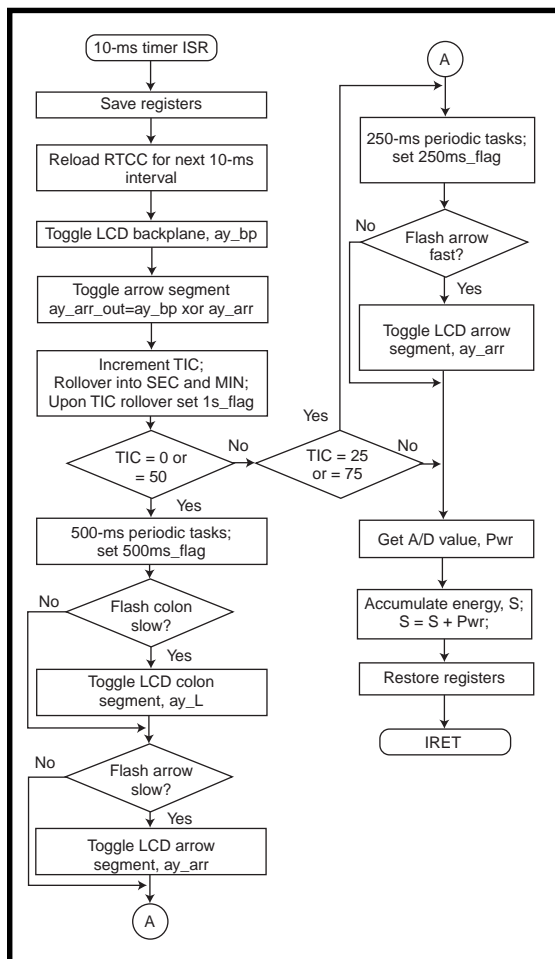 10-ms timer ISR
Save registers
Reload RTCC for next 10-ms
interval
Toggle LCD backplane, ay_bp
Toggle arrow segment
ay_arr_out=ay_bp xor ay_arr
Increment TIC;
Rollover into SEC and MIN;
Upon TIC rollover set 1s_flag
TIC = 0 or
= 50
No
Yes
TIC = 25
or = 75
Yes
No
500-ms periodic tasks;
set 500ms_flag
No
Flash colon
slow?
Yes
Toggle LCD colon
segment, ay_L
No
Flash arrow
slow?
Yes
Toggle LCD arrow
segment, ay_arr
A
A
250-ms periodic tasks;
set 250ms_flag
No
Flash arrow
fast?
Yes
Toggle LCD arrow
segment, ay_arr
Get A/D value, Pwr
Accumulate energy, S;
S = S + Pwr;
Restore registers
IRET